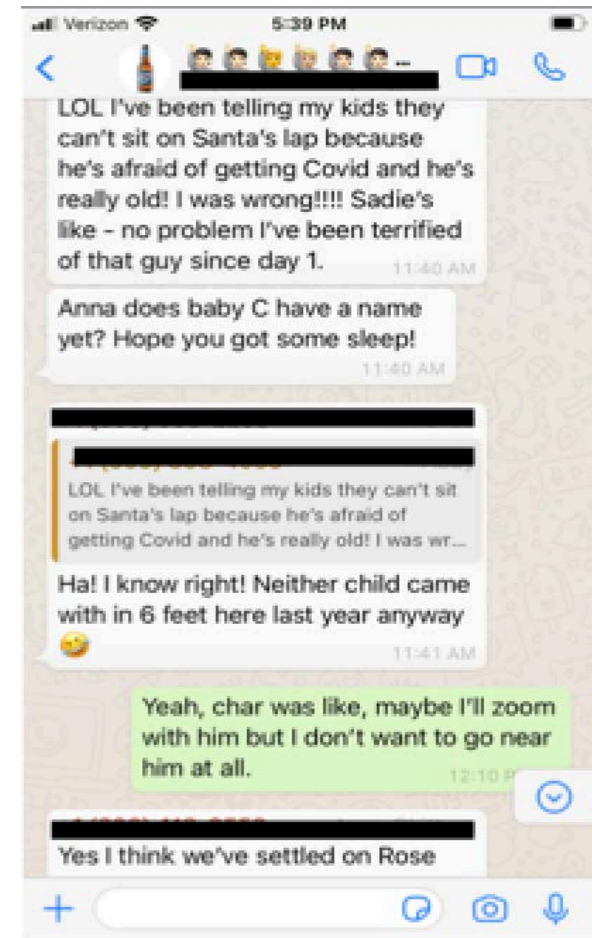 Verizon 5:39 PM
LOL I've been telling my kids they
can't sit on Santa's lap because
he's afraid of getting Covid and he's
really old! I was wrong!!!! Sadie's
like - no problem I've been terrified
of that guy since day 1.
11:40 AM
Anna does baby C have a name
yet? Hope you got some sleep!
11:40 AM
LOL I've been telling my kids they can't sit
on Santa's lap because he's afraid of
getting Covid and he's really old! I was wr...
Ha! I know right! Neither child came
with in 6 feet here last year anyway
🤣
11:41 AM
Yeah, char was like, maybe I'll zoom
with him but I don't want to go near
him at all.
12:10 P
Yes I think we've settled on Rose